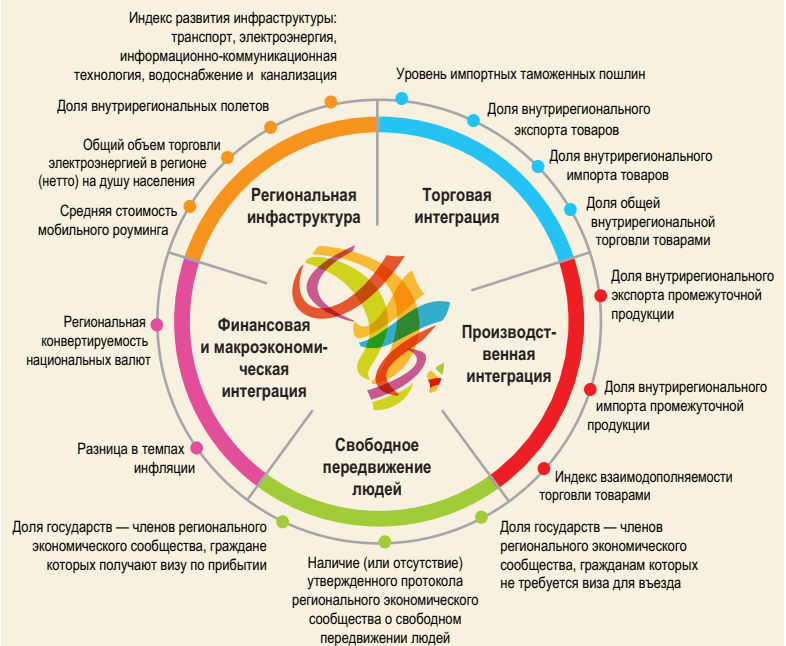 Индекс развития инфраструктуры:
транспорт, электроэнергия,
информационно-коммуникационная
технология, водоснабжение и канализация
Доля внутрирегиональных полетов
Общий объем торговли
электроэнергией в регионе
(нетто) на душу населения
Средняя стоимость
мобильного роуминга
Уровень импортных таможенных пошлин
Доля внутрирегионального
экспорта товаров
Доля внутрирегионального
импорта товаров
Доля общей
внутрирегиональной
торговли товарами
Региональная
инфаструктура
Торговая
интеграция
Доля внутрирегионального
экспорта промежуточной
продукции
Доля внутрирегионального
импорта промежуточной
продукции
Индекс взаимодополняемости
торговли товарами
Производст-
венная
интеграция
Финансовая
и макроэкономи-
ческая
интеграция
Региональная
конвертируемость
национальных валют
Разница в темпах
инфляции
Свободное
передвижение
людей
Доля государств — членов регионального
экономического сообщества, граждане
которых получают визу по прибытии
Наличие (или отсутствие)
утвержденного протокола
регионального экономического
сообщества о свободном
передвижении людей
Доля государств — членов
регионального экономического
сообщества, гражданам которых
не требуется виза для въезда